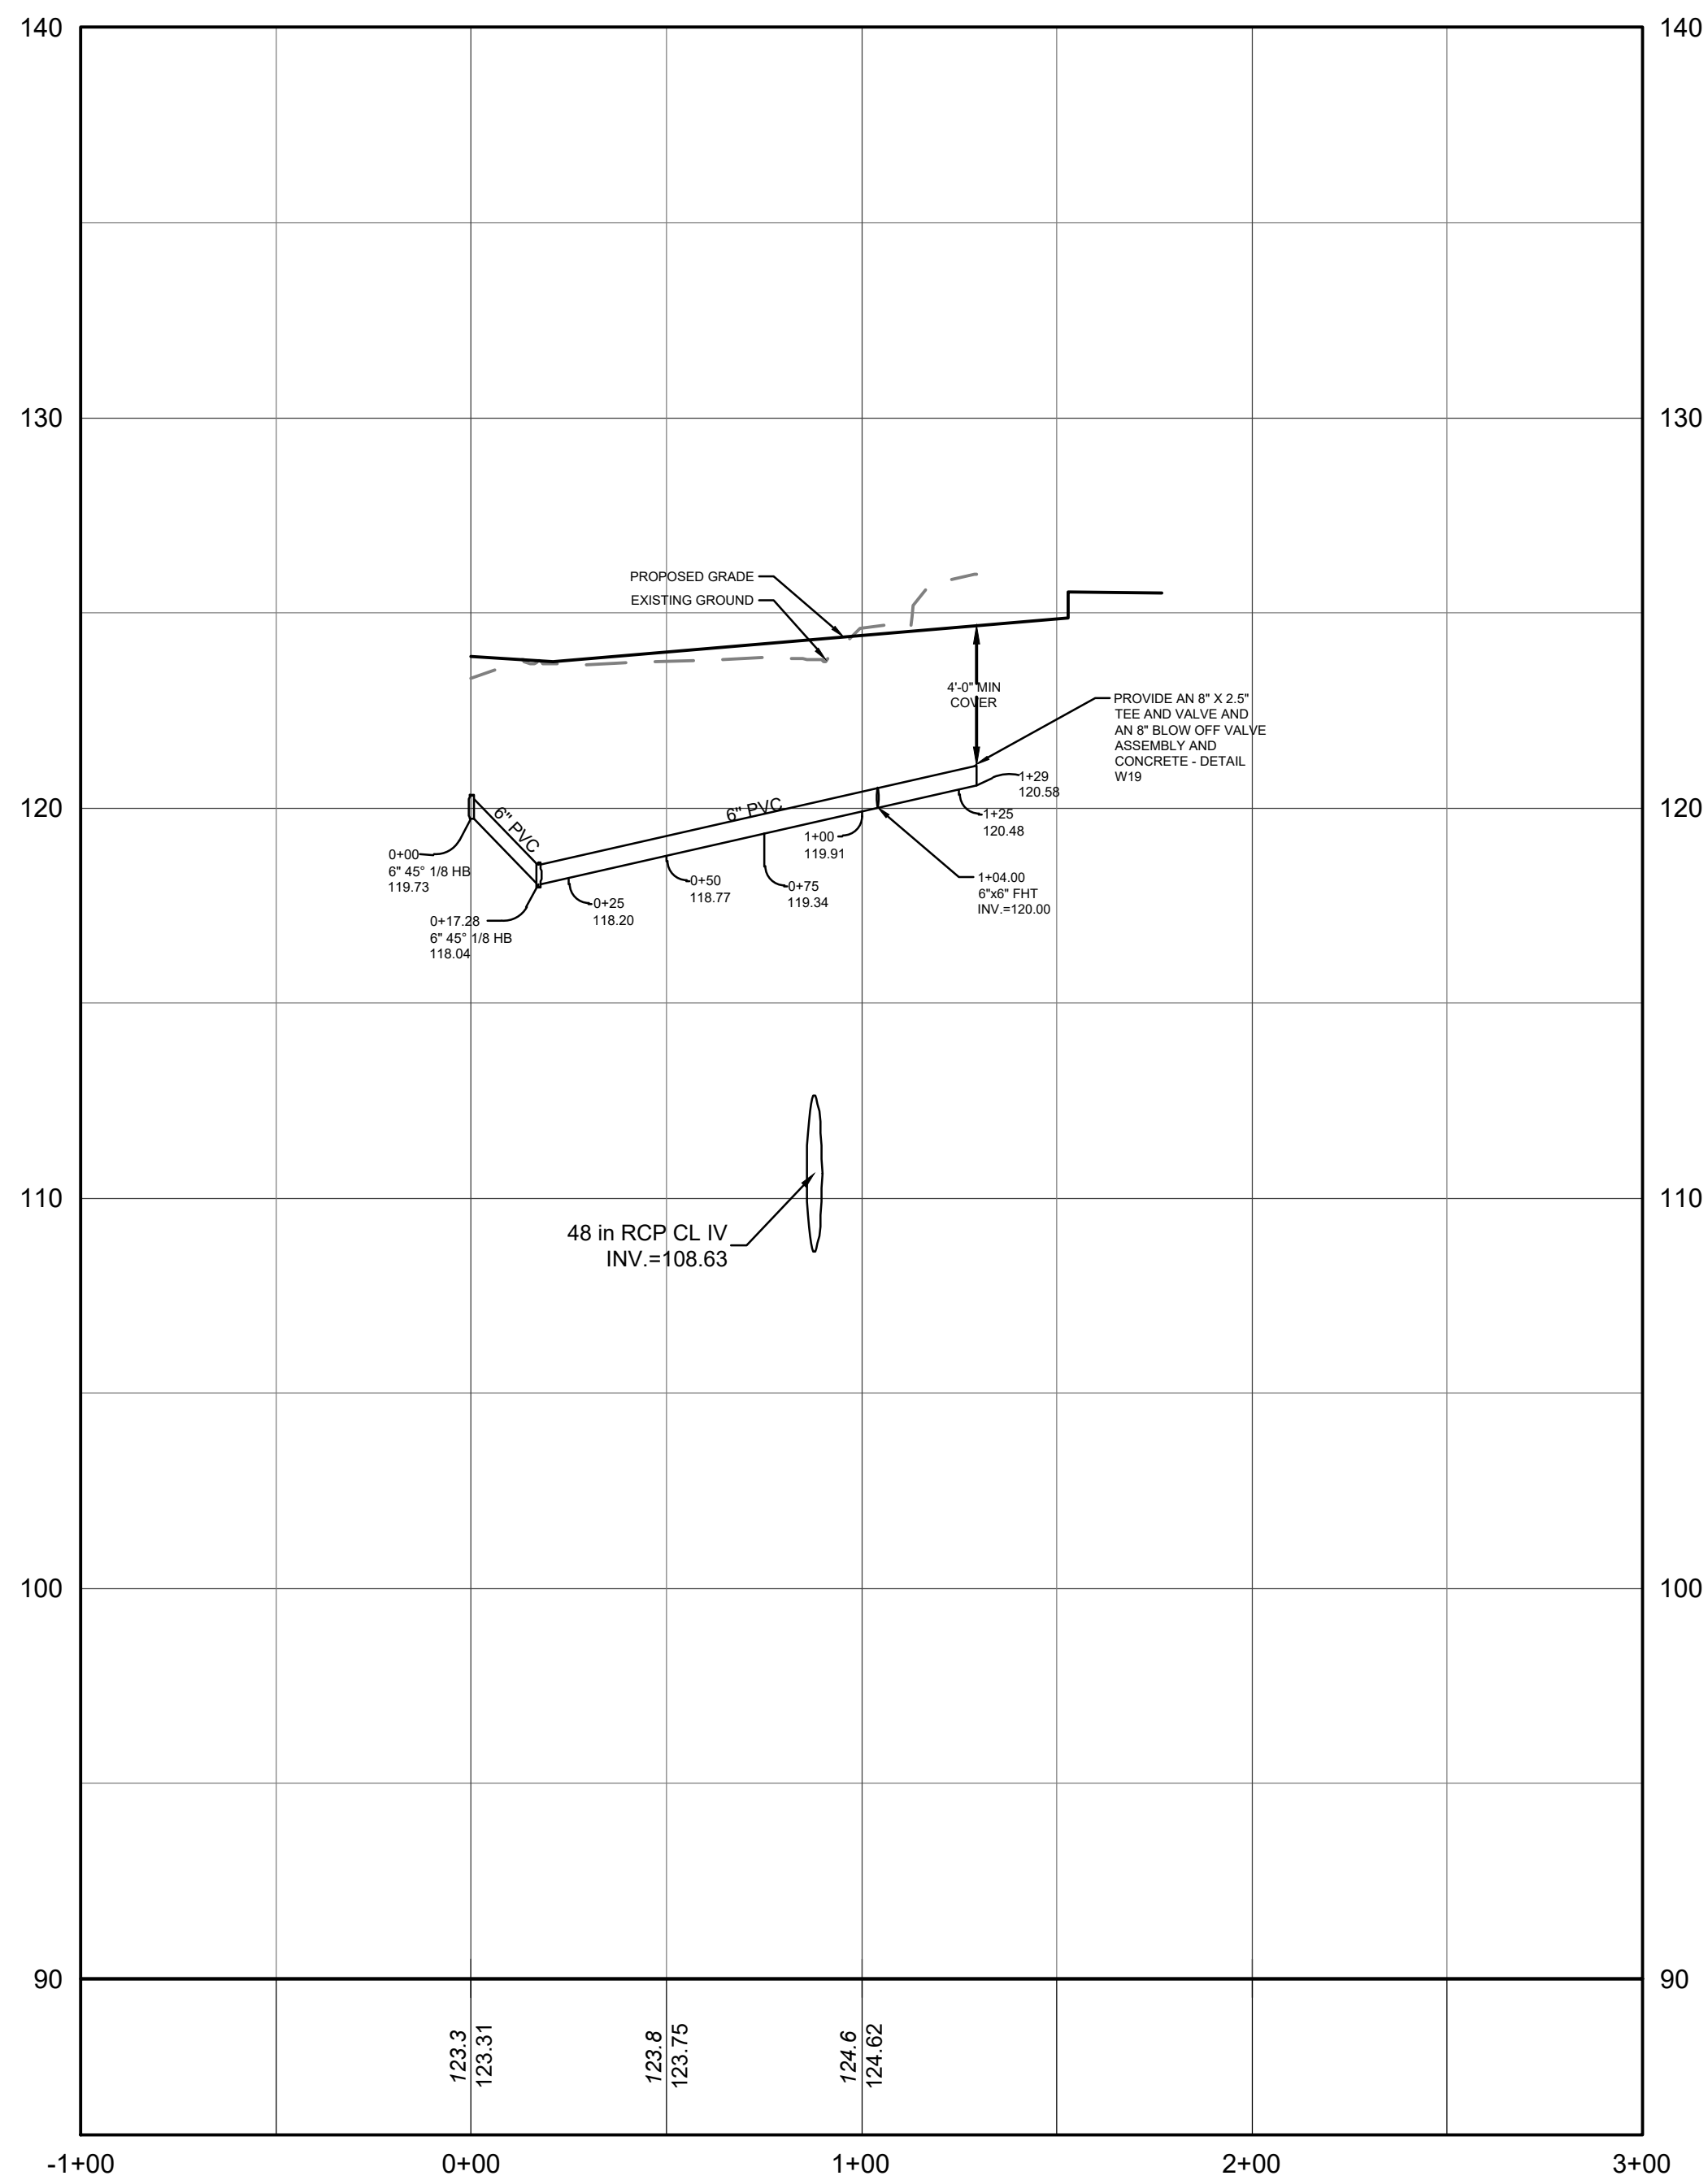 140
140
130
130
PROPOSED GRADE
EXISTING GROUND
4'-0" MIN
COVER
PROVIDE AN 8" X 2.5"
TEE AND VALVE AND
AN 8" BLOW OFF VALVE
ASSEMBLY AND
CONCRETE - DETAIL
W19
1+29
120.58
120
120
6" PVC
6" PVC
1+25
120.48
1+00
119.91
0+00
6" 45° 1/8 HB
119.73
0+50
118.77
0+75
119.34
1+04.00
6"x6" FHT
INV.=120.00
0+25
118.20
0+17.28
6" 45° 1/8 HB
118.04
110
110
48 in RCP CL IV
INV.=108.63
100
100
90
90
123.3
123.31
123.8
123.75
124.6
124.62
-1+00
0+00
1+00
2+00
3+00